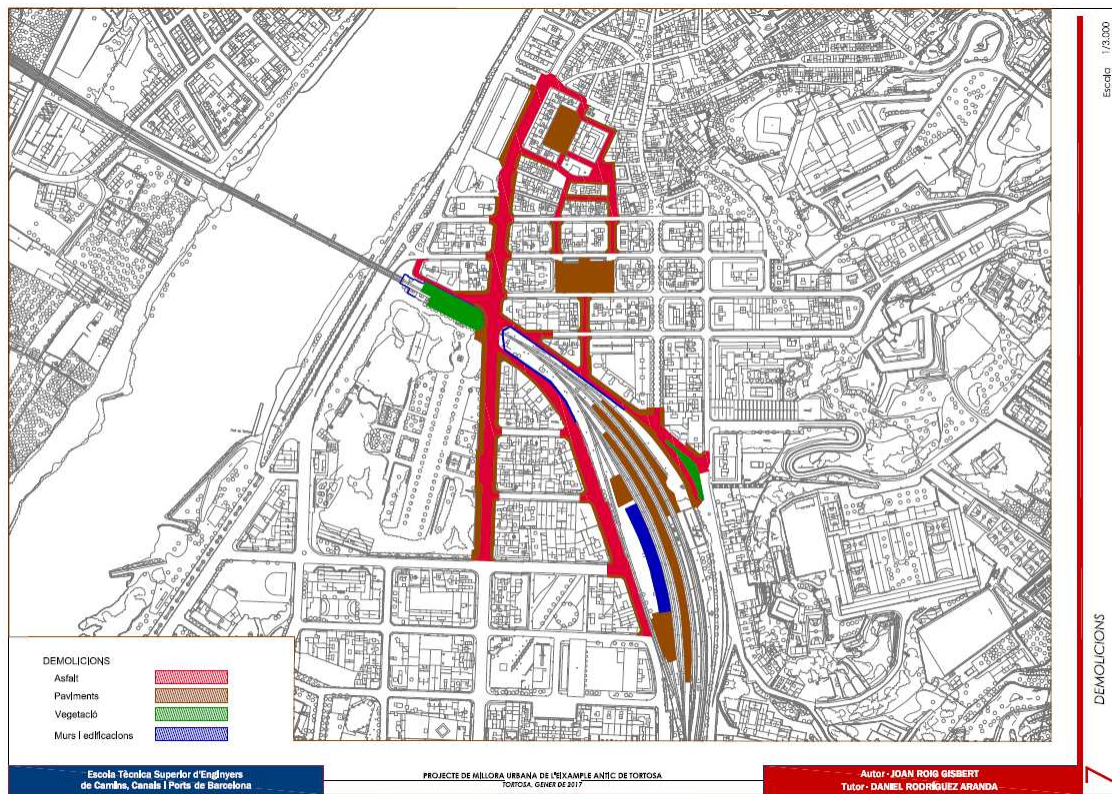 DEMOLICIONS
Asfalt
Paviments
Vegetació
Murs i edificacions
Escola Tècnica Superior d'Enginyers
de Camins, Canals i Ports de Barcelona
PROJECTE DE MILLORA URBANA DE L'EIXAMPLE ANTIC DE TORTOSA
TORTOSA, GENER DE 2017
Autor - JOAN ROIG GISBERT
Tutor - DANIEL RODRÍGUEZ ARANDA
Escala 1/3.000
DEMOLICIONS
7